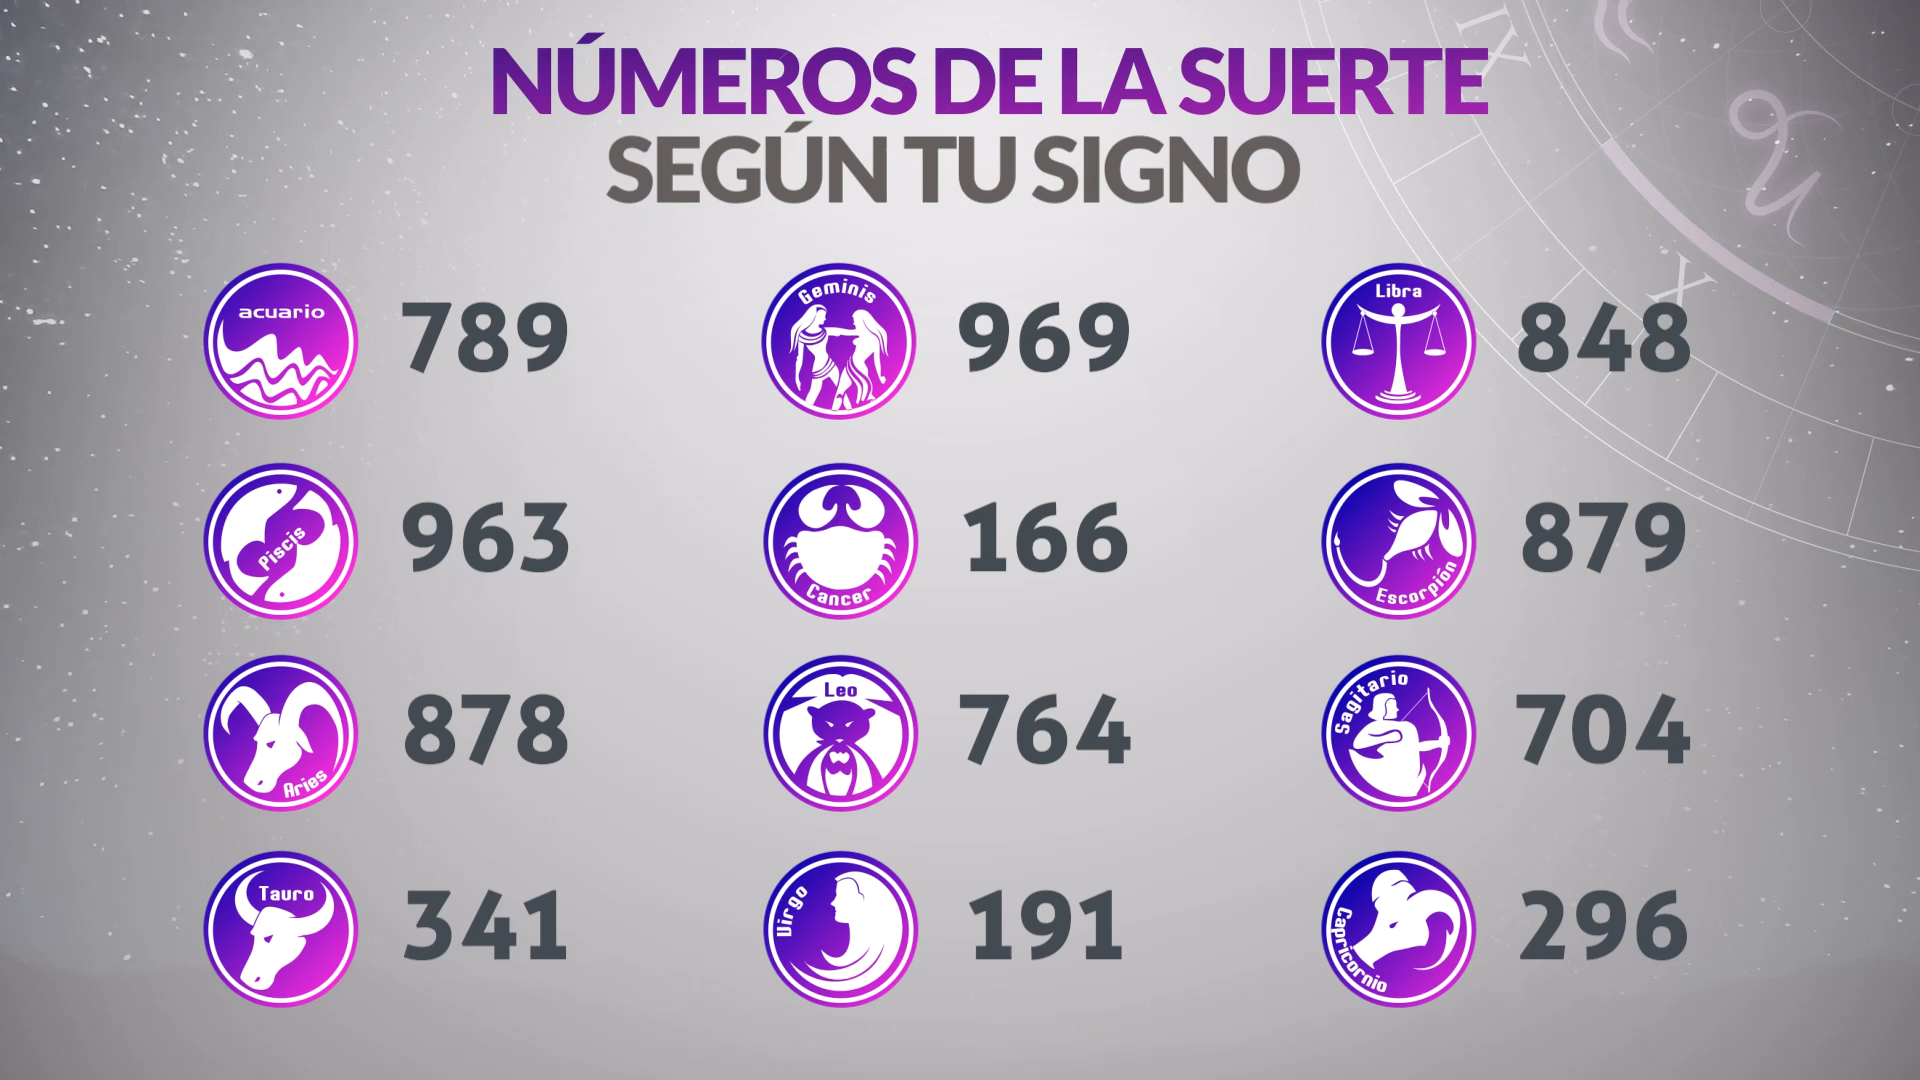 NÚMEROS DE LA SUERTE
SEGÚN TU SIGNO
acuario 789
Geminis 969
Libra 848
Piscis 963
Cancer 166
Escorpión 879
Aries 878
Leo 764
Sagitario 704
Tauro 341
Virgo 191
Capricornio 296
IX
X